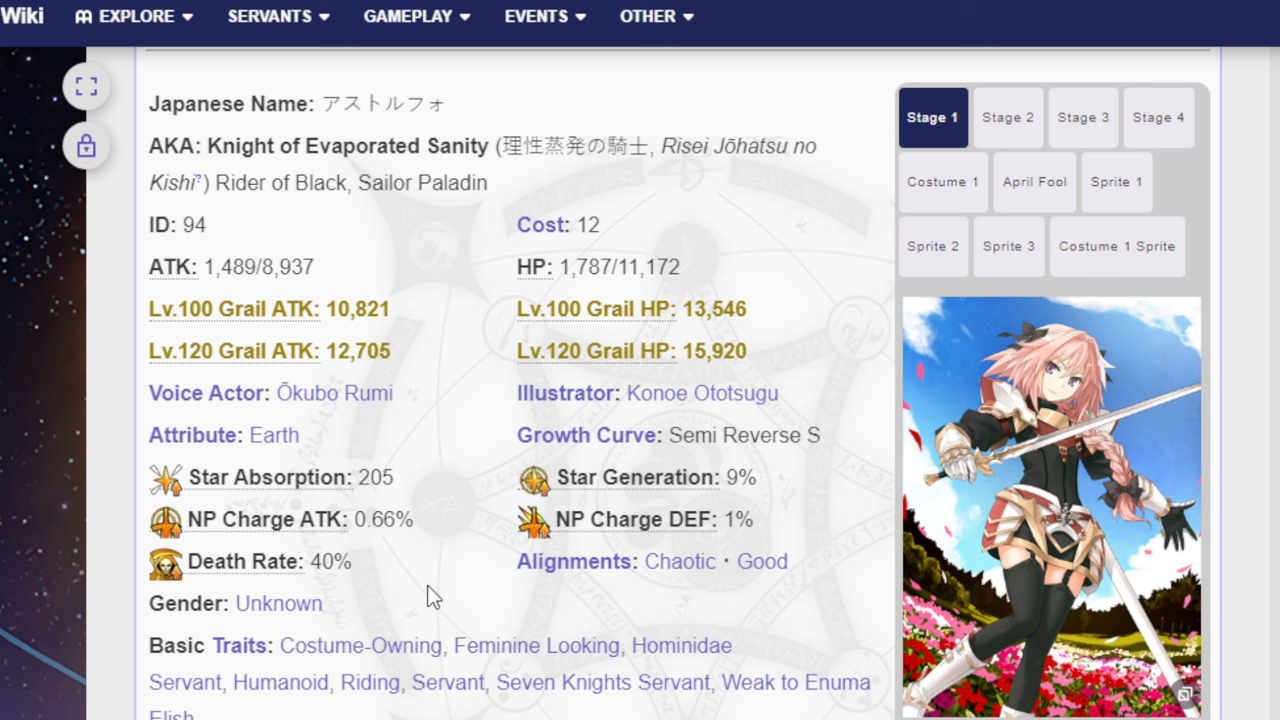 Wiki EXPLORE SERVANTS GAMEPLAY EVENTS OTHER
Japanese Name: アストルフォ
AKA: Knight of Evaporated Sanity (理性蒸発の騎士, Risei Jōhatsu no
Kishi?) Rider of Black, Sailor Paladin
ID: 94 Cost: 12
ATK: 1,489/8,937 HP: 1,787/11,172
Lv.100 Grail ATK: 10,821 Lv.100 Grail HP: 13,546
Lv.120 Grail ATK: 12,705 Lv.120 Grail HP: 15,920
Voice Actor: Ōkubo Rumi Illustrator: Konoe Ototsugu
Attribute: Earth Growth Curve: Semi Reverse S
Star Absorption: 205 Star Generation: 9%
NP Charge ATK: 0.66% NP Charge DEF: 1%
Death Rate: 40% Alignments: Chaotic・Good
Gender: Unknown
Basic Traits: Costume-Owning, Feminine Looking, Hominidae
Servant, Humanoid, Riding, Servant, Seven Knights Servant, Weak to Enuma
Elish
Stage 1 Stage 2 Stage 3 Stage 4
Costume 1 April Fool Sprite 1
Sprite 2 Sprite 3 Costume 1 Sprite